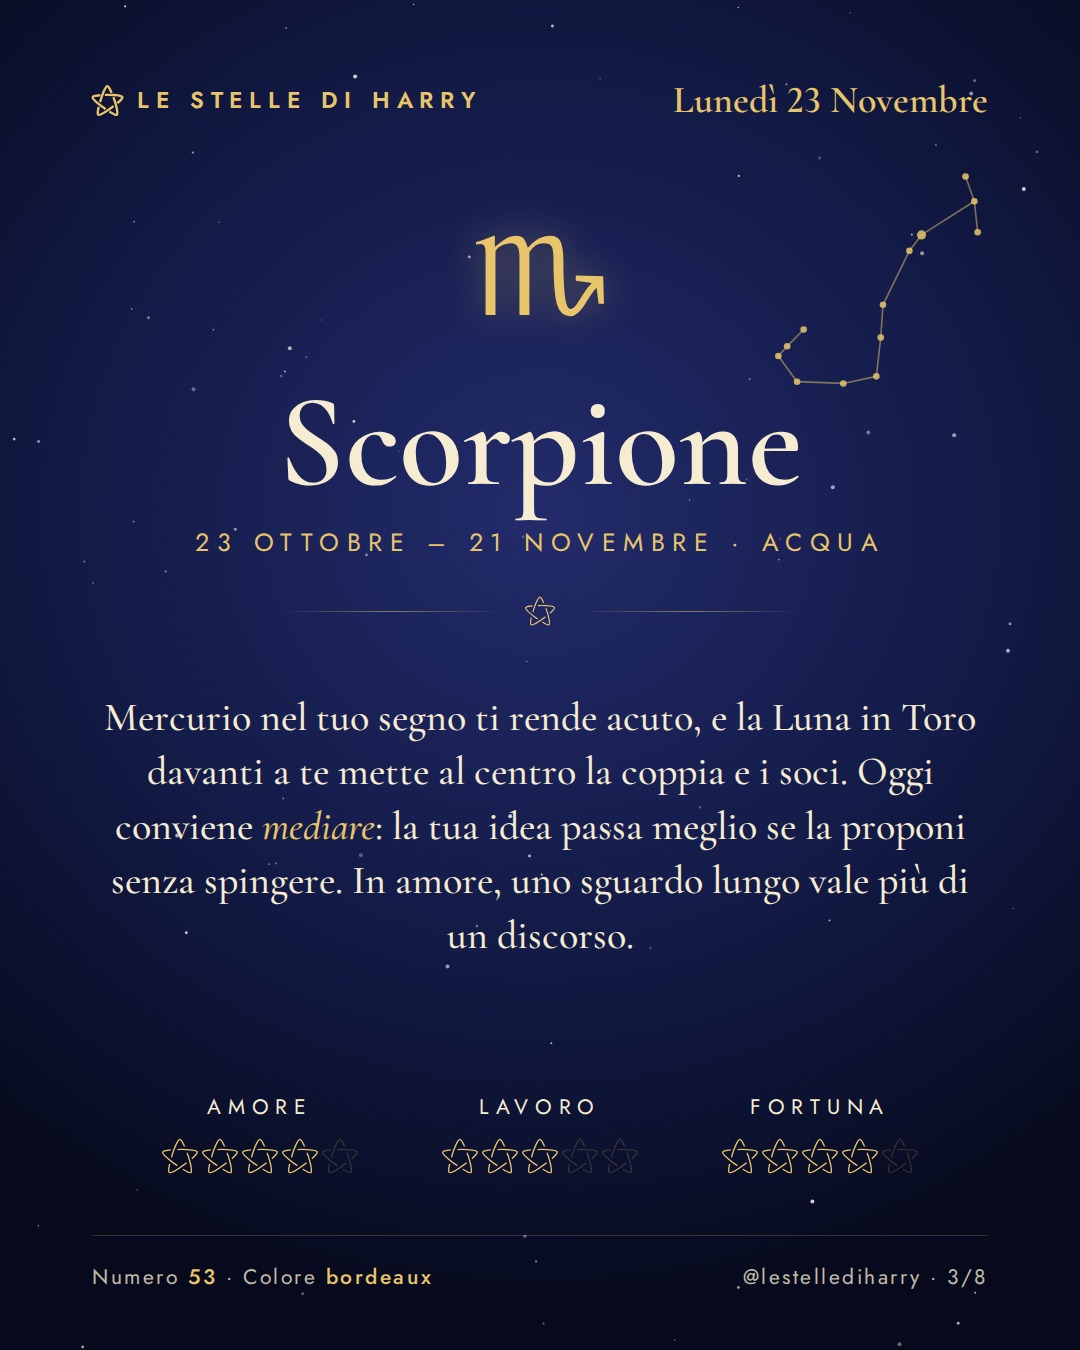 LE STELLE DI HARRY
Lunedì 23 Novembre
Scorpione
23 OTTOBRE — 21 NOVEMBRE · ACQUA
Mercurio nel tuo segno ti rende acuto, e la Luna in Toro
davanti a te mette al centro la coppia e i soci. Oggi
conviene mediare: la tua idea passa meglio se la proponi
senza spingere. In amore, uno sguardo lungo vale più di
un discorso.
AMORE
LAVORO
FORTUNA
Numero 53 · Colore bordeaux
@lestellediharry · 3/8